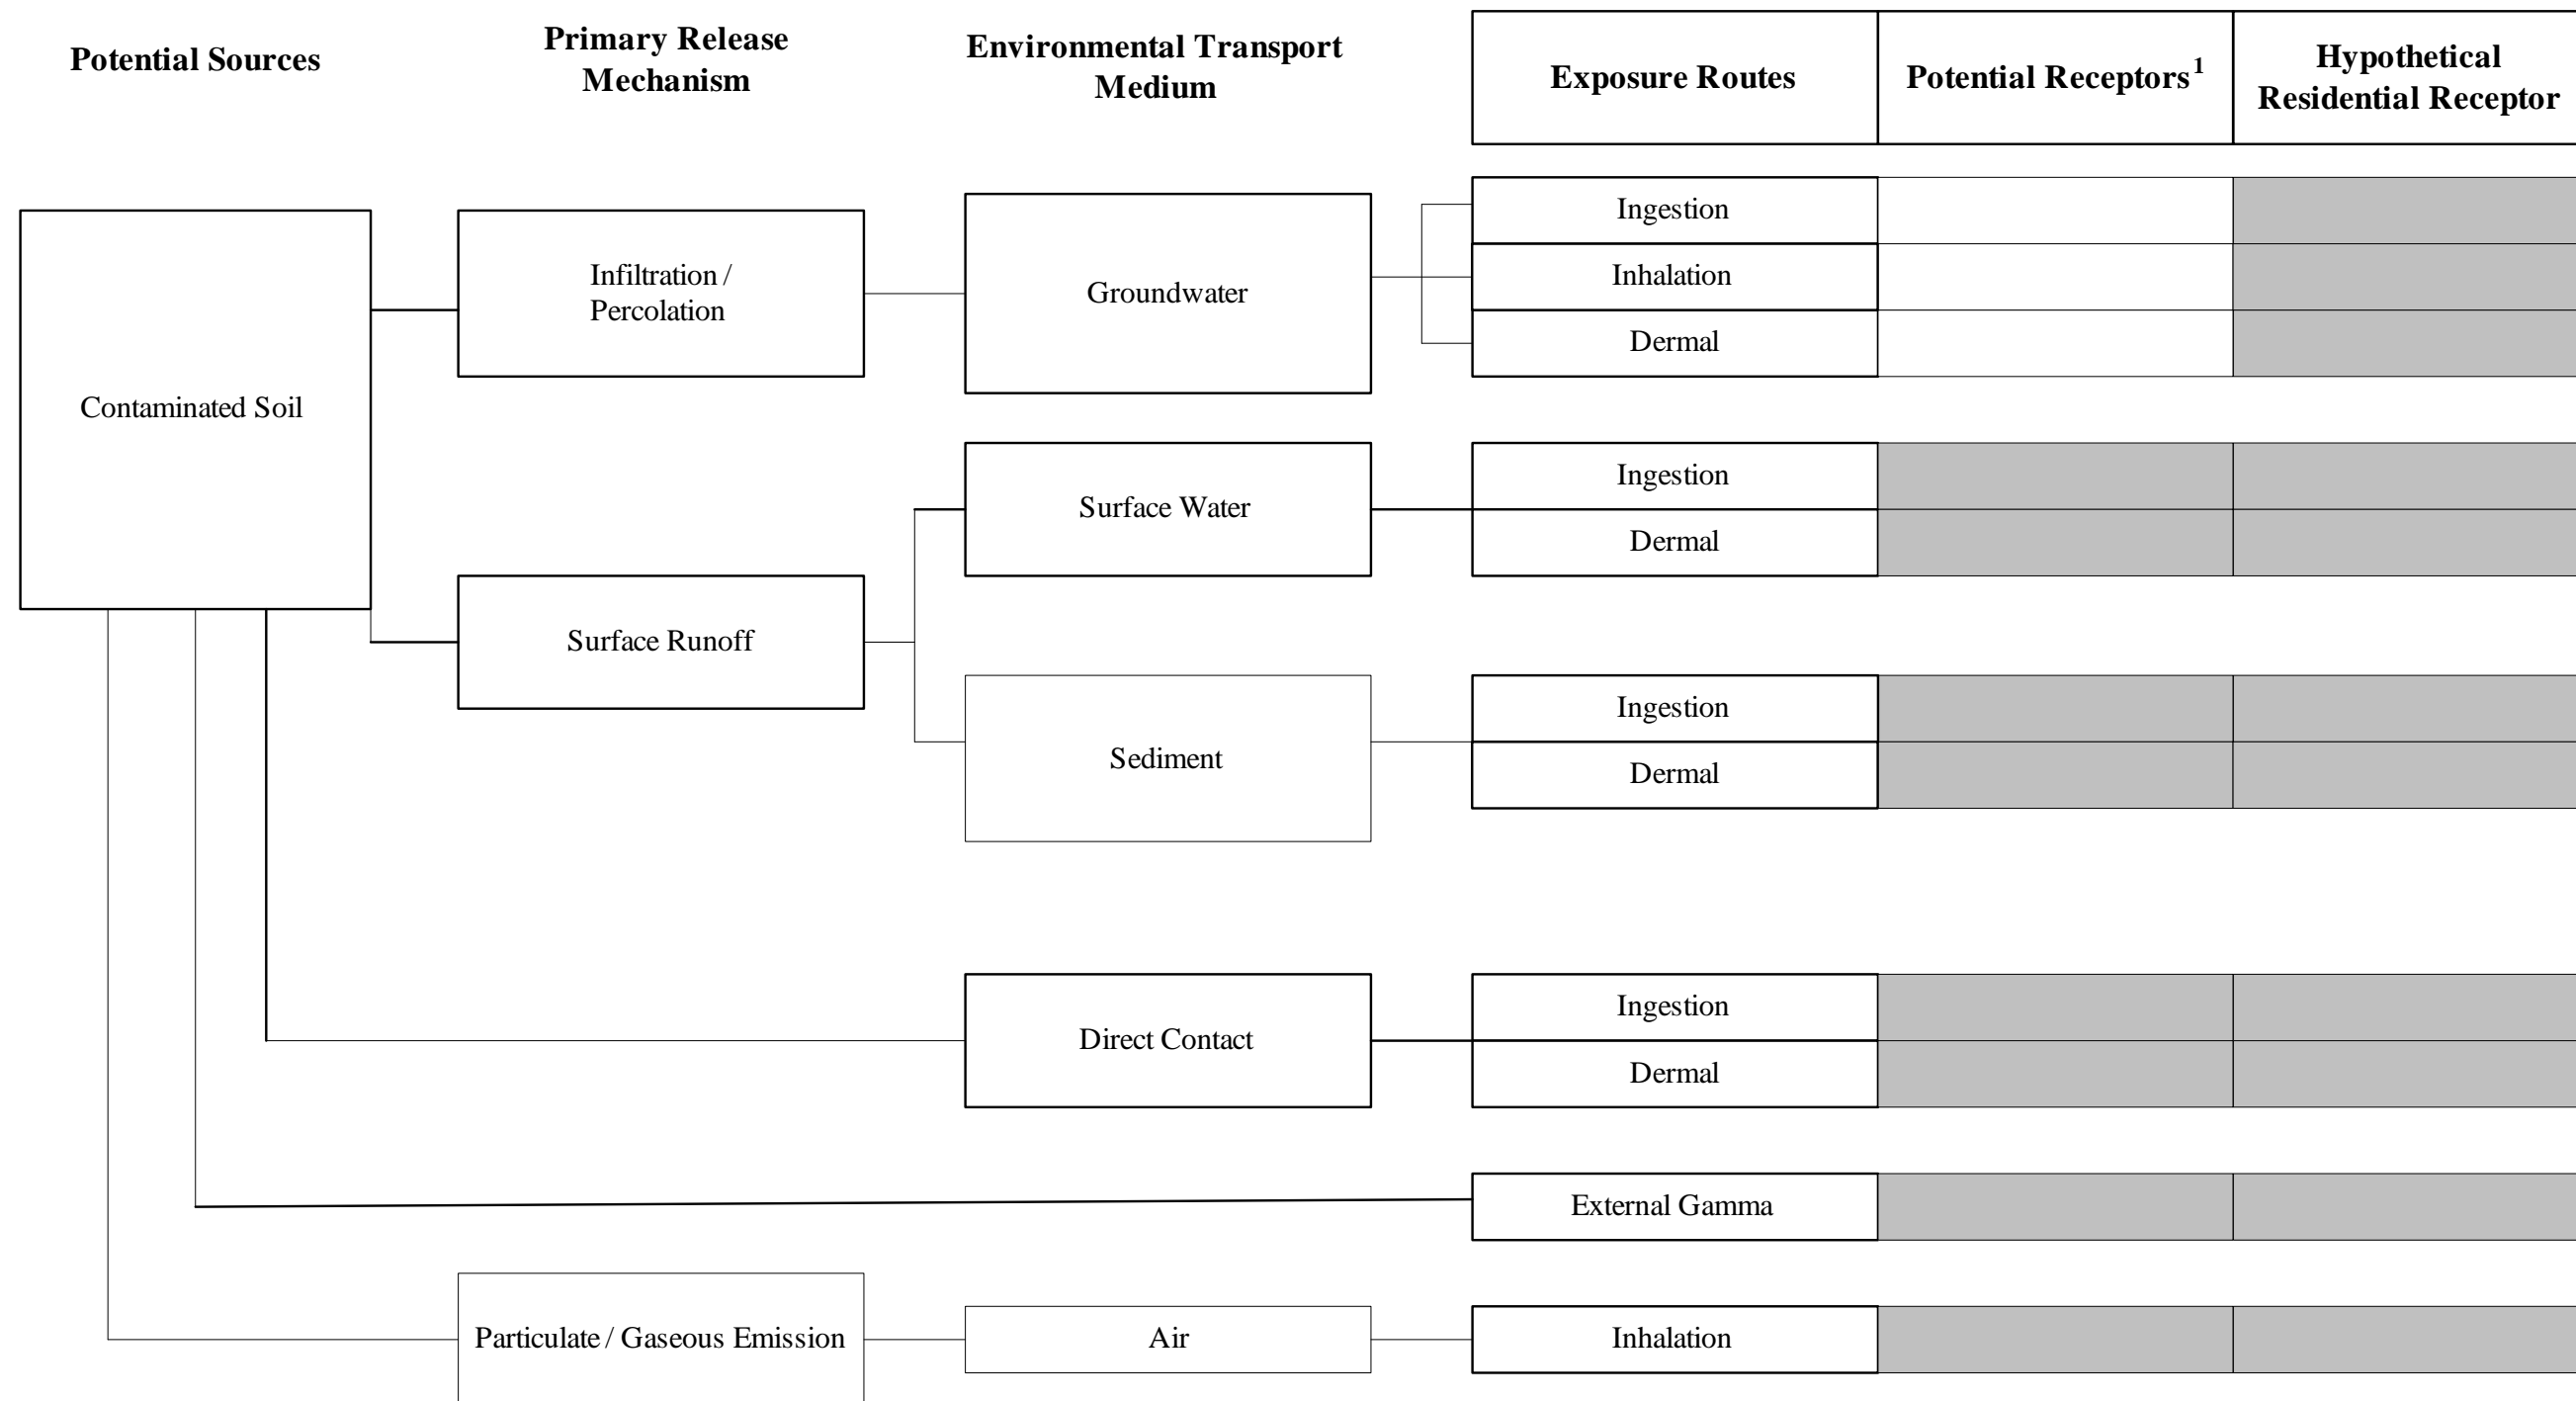 Potential Sources
Primary Release
Mechanism
Environmental Transport
Medium
Exposure Routes
Potential Receptors1
Hypothetical
Residential Receptor
Contaminated Soil
Infiltration /
Percolation
Groundwater
Ingestion
Inhalation
Dermal
Surface Runoff
Surface Water
Ingestion
Dermal
Sediment
Ingestion
Dermal
Direct Contact
Ingestion
Dermal
External Gamma
Particulate / Gaseous Emission
Air
Inhalation